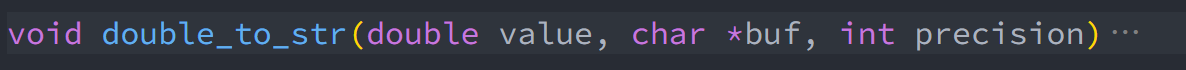 void double_to_str(double value, char *buf, int precision)···